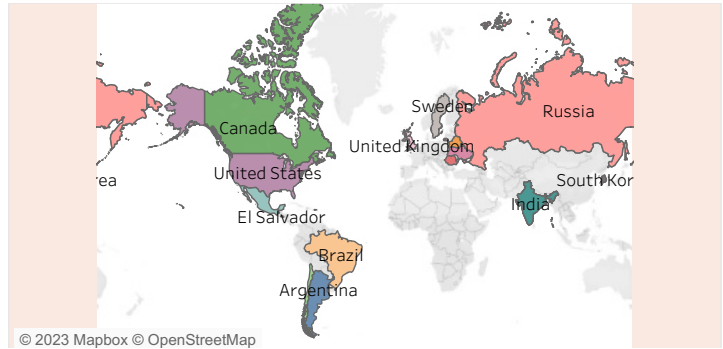 Sweden
Russia
Canada
United Kingdom
United States
rea
South Kor
India
El Salvador
Brazil
Argentina
© 2023 Mapbox © OpenStreetMap